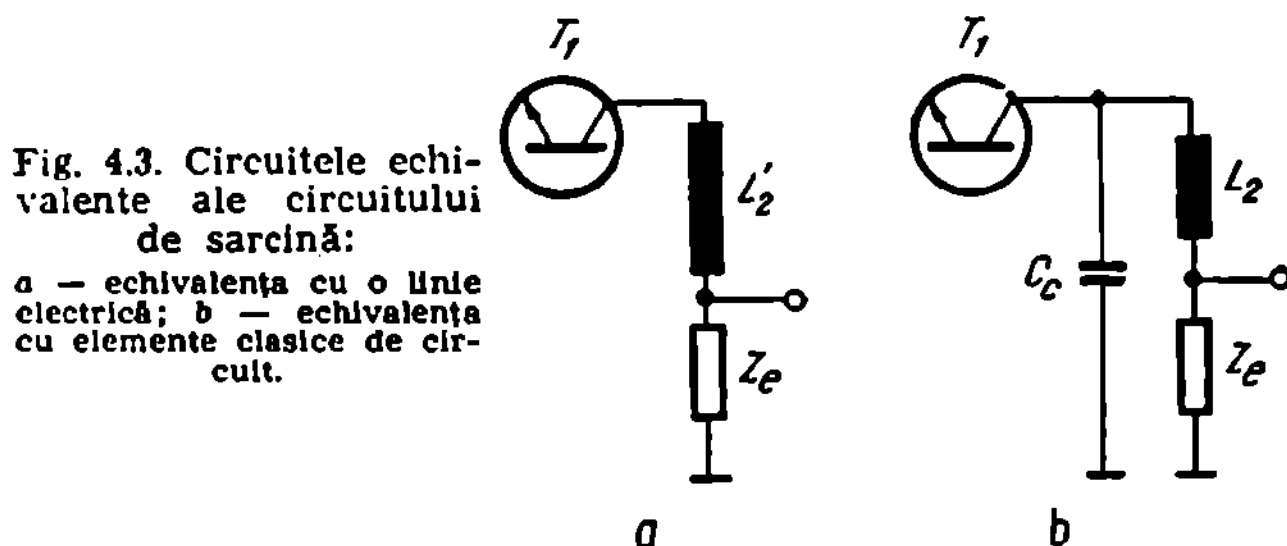 Fig. 4.3. Circuitele echi-
valente ale circuitului
de sarcină:
a — echivalența cu o linie
electrică; b — echivalența
cu elemente clasice de cir-
cuit.
T₁
L'₂
Zₑ
a
T₁
C_c
L₂
Zₑ
b